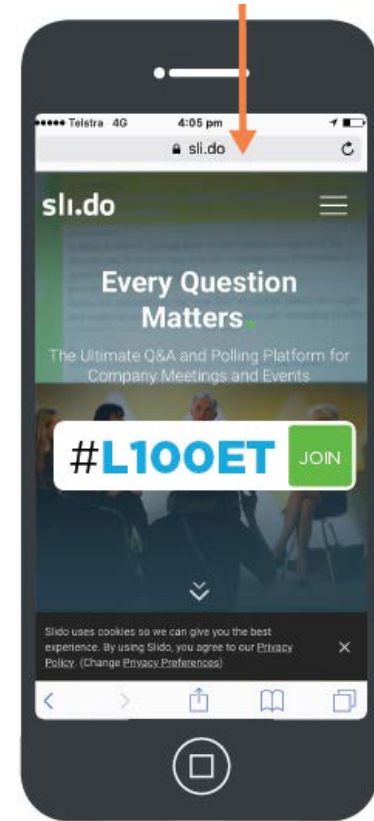 Telstra 4G 4:05 pm
sli.do
sli.do
Every Question
Matters.
The Ultimate Q&A and Polling Platform for
Company Meetings and Events
#L100ET JOIN
Slido uses cookies so we can give you the best
experience. By using Slido, you agree to our Privacy
Policy. (Change Privacy Preferences)